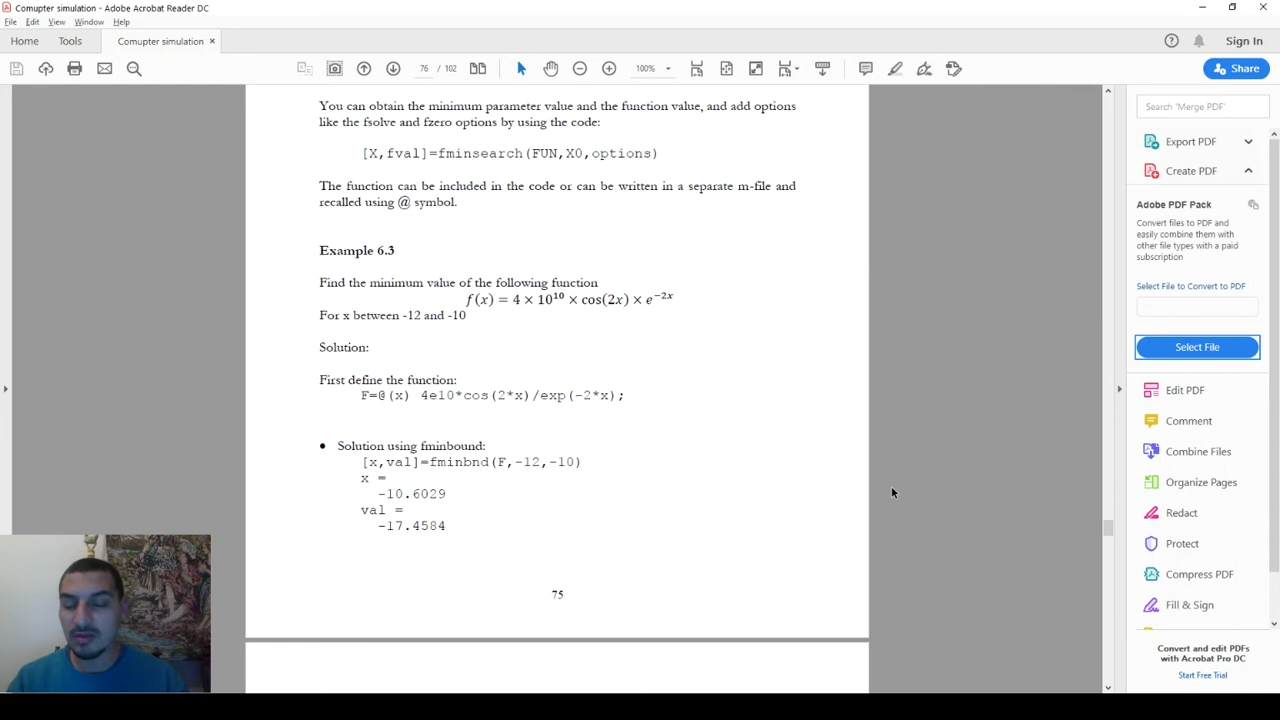 Comupter simulation - Adobe Acrobat Reader DC
File Edit View Window Help
Home Tools Comupter simulation × Sign In
76 / 102 100% Share
You can obtain the minimum parameter value and the function value, and add options
like the fsolve and fzero options by using the code:
[X,fval]=fminsearch(FUN,X0,options)
The function can be included in the code or can be written in a separate m-file and
recalled using @ symbol.
Example 6.3
Find the minimum value of the following function
f(x) = 4 × 10¹⁰ × cos(2x) × e⁻²ˣ
For x between -12 and -10
Solution:
First define the function:
F=@(x) 4e10*cos(2*x)/exp(-2*x);
• Solution using fminbound:
[x,val]=fminbnd(F,-12,-10)
x =
-10.6029
val =
-17.4584
75
Search 'Merge PDF'
Export PDF
Create PDF
Adobe PDF Pack
Convert files to PDF and
easily combine them with
other file types with a paid
subscription
Select File to Convert to PDF
Select File
Edit PDF
Comment
Combine Files
Organize Pages
Redact
Protect
Compress PDF
Fill & Sign
Convert and edit PDFs
with Acrobat Pro DC
Start Free Trial